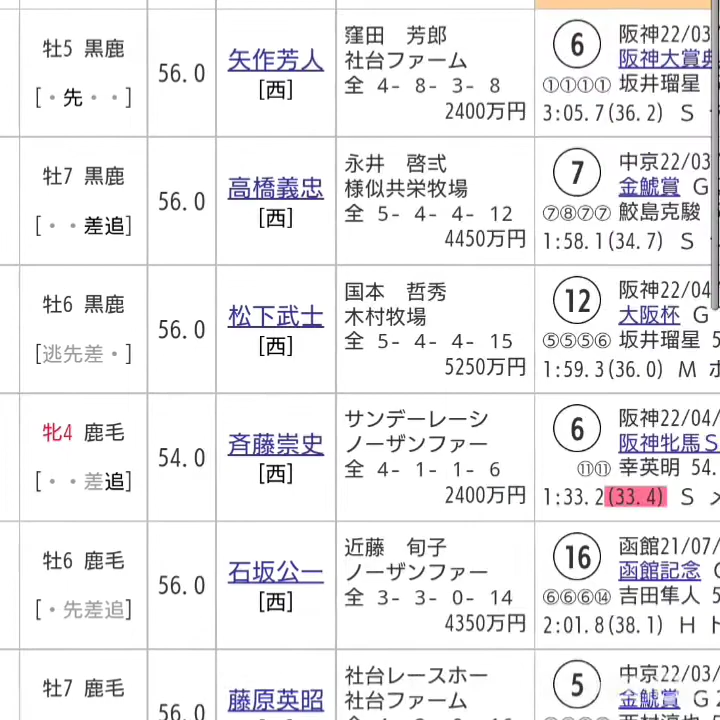 牡5 黒鹿
[・先・・]
56.0
矢作芳人
[西]
窪田 芳郎
社台ファーム
全 4- 8- 3- 8
2400万円
6
阪神22/03
阪神大賞典
①①①① 坂井瑠星
3:05.7(36.2) S
牡7 黒鹿
[・・差追]
56.0
高橋義忠
[西]
永井 啓弍
様似共栄牧場
全 5- 4- 4- 12
4450万円
7
中京22/03
金鯱賞 G
⑦⑧⑦⑦ 鮫島克駿
1:58.1(34.7) S
牡6 黒鹿
[逃先差・]
56.0
松下武士
[西]
国本 哲秀
木村牧場
全 5- 4- 4- 15
5250万円
12
阪神22/04
大阪杯 G
⑤⑤⑤⑥ 坂井瑠星 5
1:59.3(36.0) M ホ
牝4 鹿毛
[・・差追]
54.0
斉藤崇史
[西]
サンデーレーシ
ノーザンファー
全 4- 1- 1- 6
2400万円
6
阪神22/04/
阪神牝馬S
⑪⑪ 幸英明 54.
1:33.2(33.4) S メ
牡6 鹿毛
[・先差追]
56.0
石坂公一
[西]
近藤 旬子
ノーザンファー
全 3- 3- 0- 14
4350万円
16
函館21/07/
函館記念 G
⑥⑥⑥⑭ 吉田隼人 5
2:01.8(38.1) H ト
牡7 鹿毛
56.0
藤原英昭
社台レースホー
社台ファーム
5
中京22/03/
金鯱賞 G2